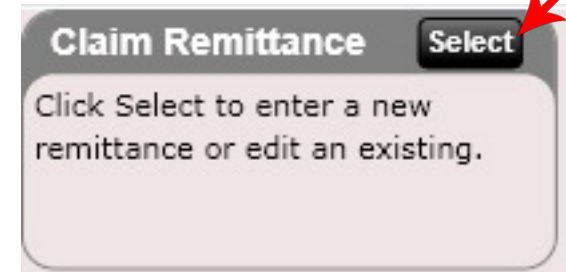 Claim Remittance Select
Click Select to enter a new
remittance or edit an existing.